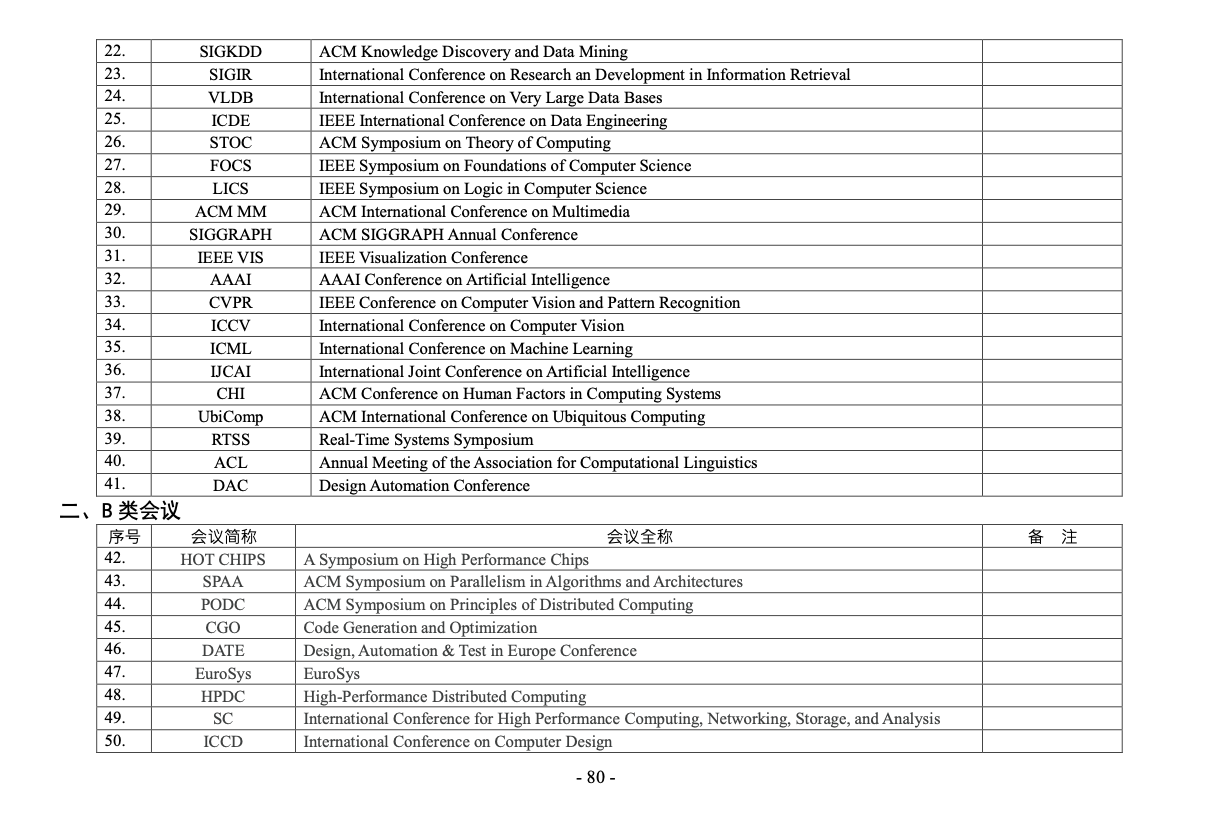 22. SIGKDD ACM Knowledge Discovery and Data Mining
23. SIGIR International Conference on Research an Development in Information Retrieval
24. VLDB International Conference on Very Large Data Bases
25. ICDE IEEE International Conference on Data Engineering
26. STOC ACM Symposium on Theory of Computing
27. FOCS IEEE Symposium on Foundations of Computer Science
28. LICS IEEE Symposium on Logic in Computer Science
29. ACM MM ACM International Conference on Multimedia
30. SIGGRAPH ACM SIGGRAPH Annual Conference
31. IEEE VIS IEEE Visualization Conference
32. AAAI AAAI Conference on Artificial Intelligence
33. CVPR IEEE Conference on Computer Vision and Pattern Recognition
34. ICCV International Conference on Computer Vision
35. ICML International Conference on Machine Learning
36. IJCAI International Joint Conference on Artificial Intelligence
37. CHI ACM Conference on Human Factors in Computing Systems
38. UbiComp ACM International Conference on Ubiquitous Computing
39. RTSS Real-Time Systems Symposium
40. ACL Annual Meeting of the Association for Computational Linguistics
41. DAC Design Automation Conference
二、B 类会议
序号 会议简称 会议全称 备 注
42. HOT CHIPS A Symposium on High Performance Chips
43. SPAA ACM Symposium on Parallelism in Algorithms and Architectures
44. PODC ACM Symposium on Principles of Distributed Computing
45. CGO Code Generation and Optimization
46. DATE Design, Automation & Test in Europe Conference
47. EuroSys EuroSys
48. HPDC High-Performance Distributed Computing
49. SC International Conference for High Performance Computing, Networking, Storage, and Analysis
50. ICCD International Conference on Computer Design
- 80 -